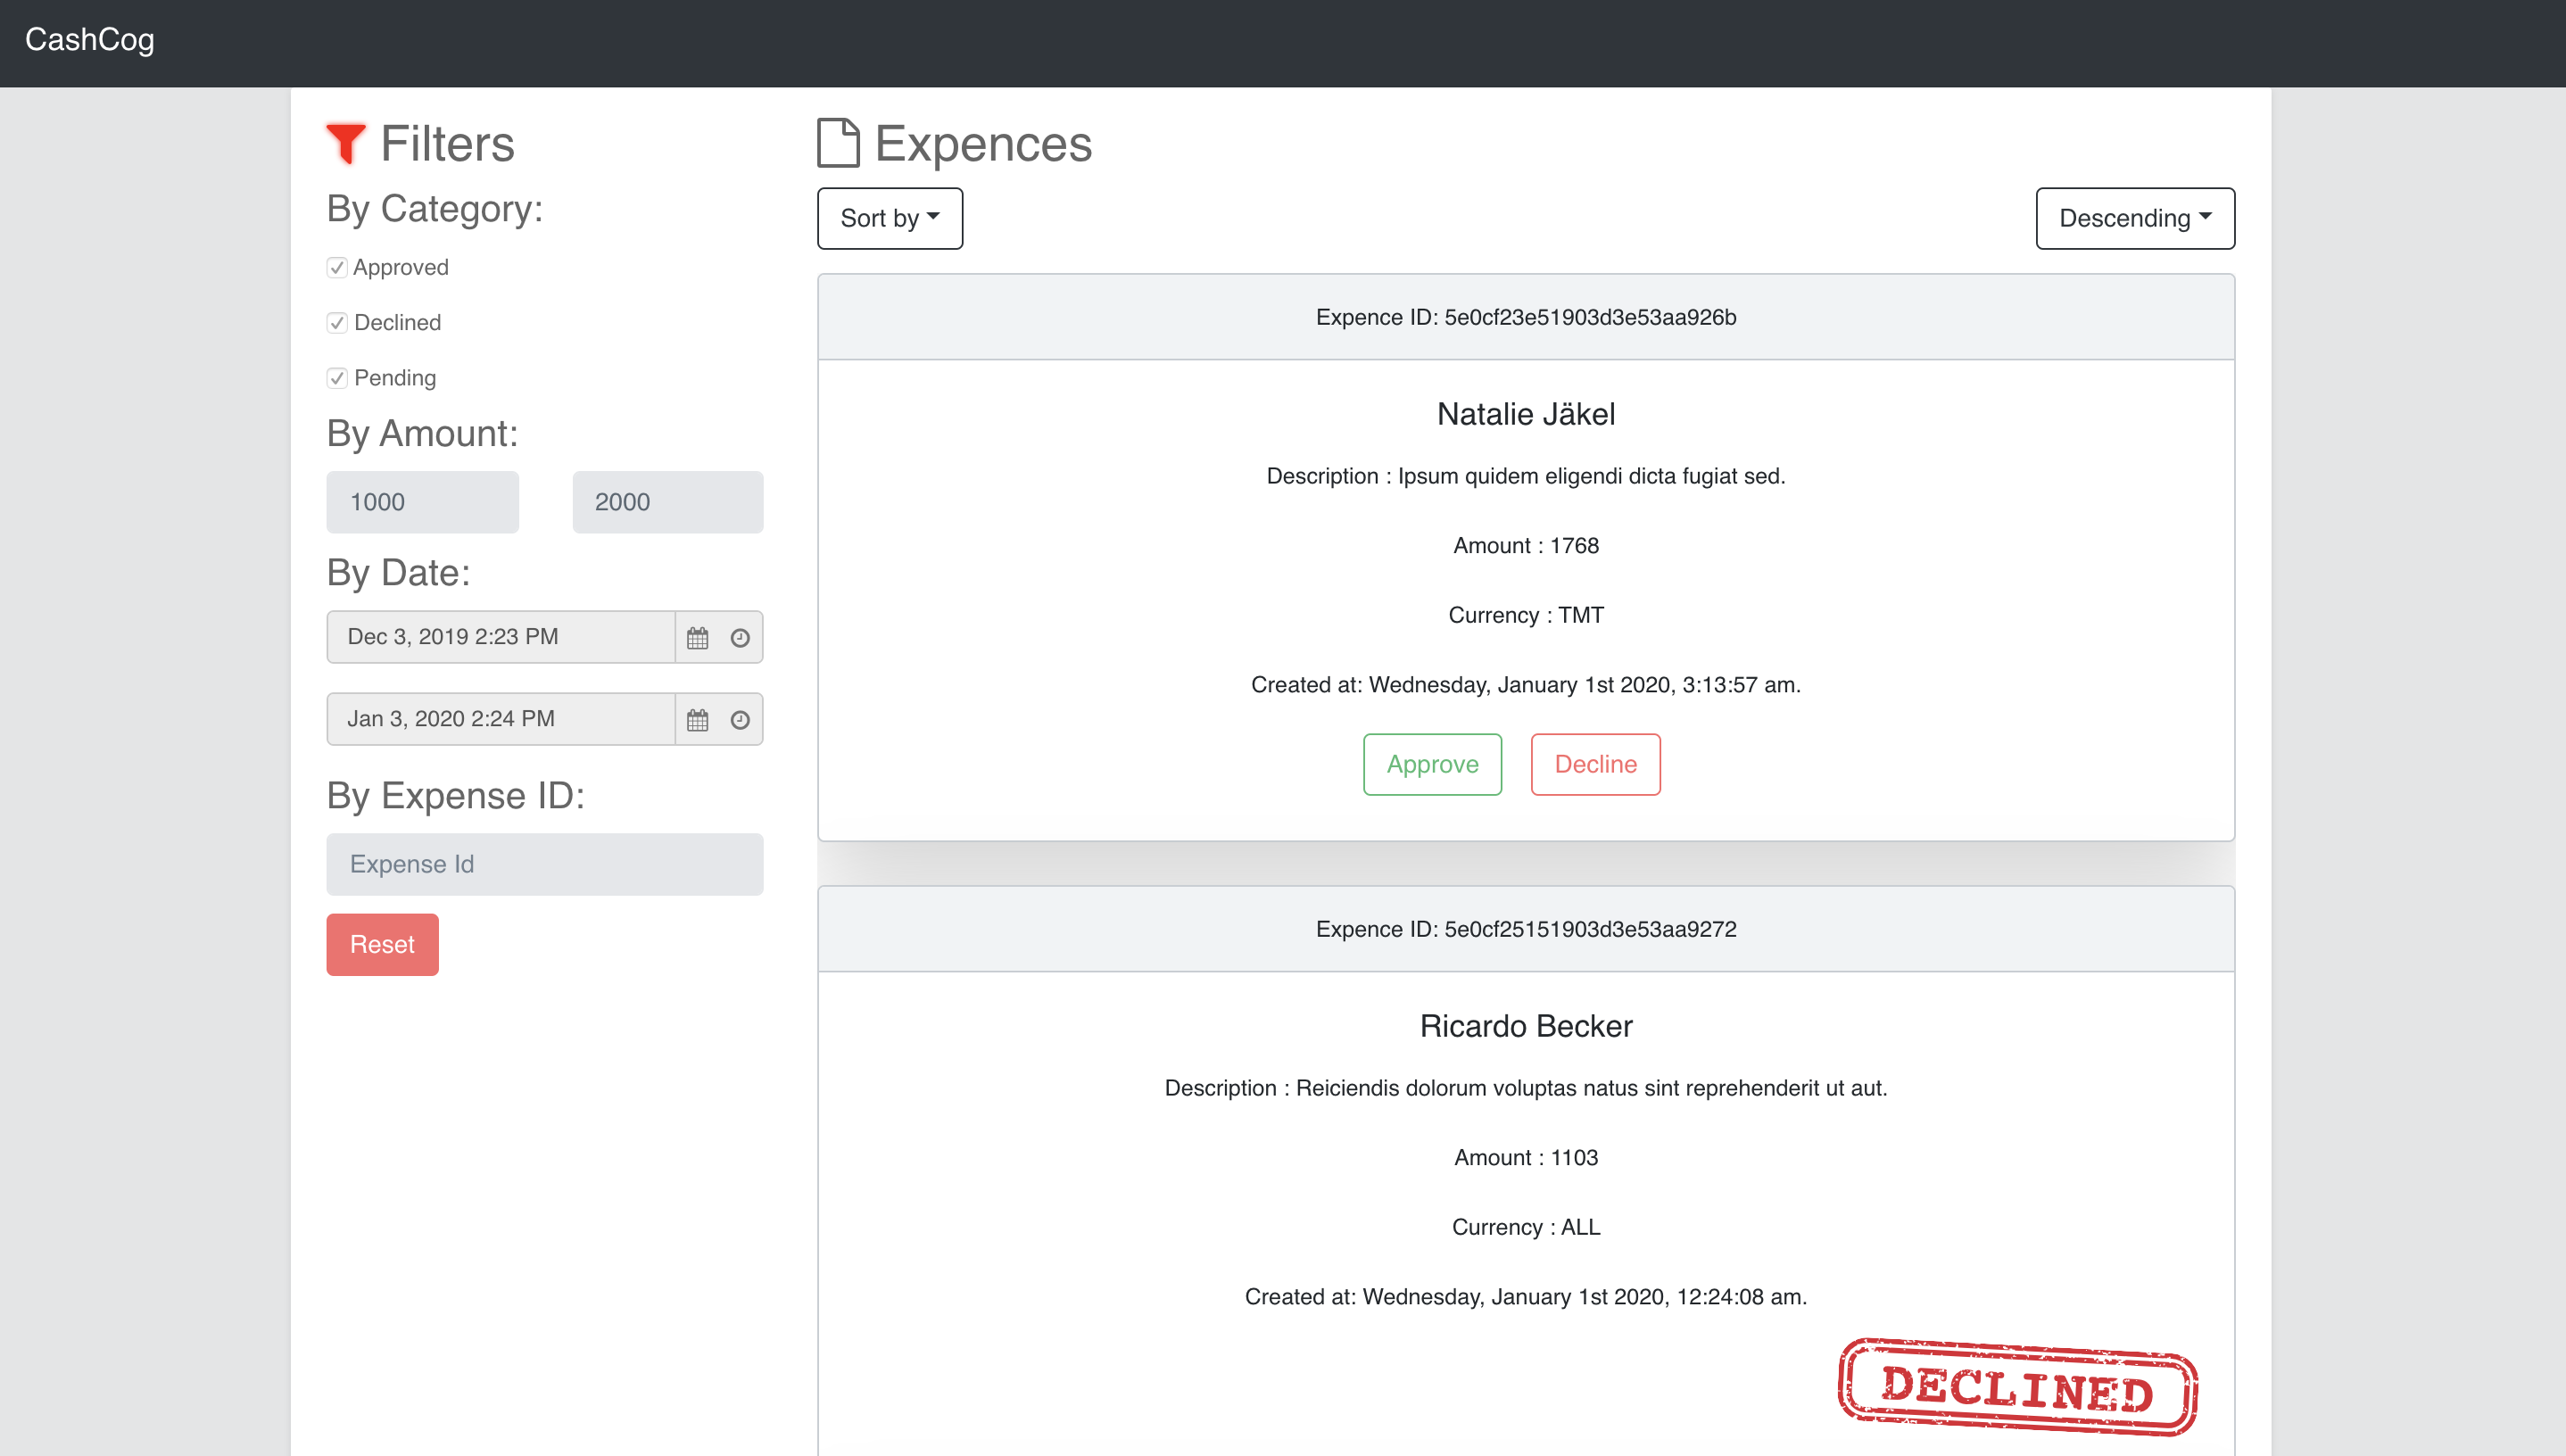 CashCog
Filters
By Category:
Approved
Declined
Pending
By Amount:
1000
2000
By Date:
Dec 3, 2019 2:23 PM
Jan 3, 2020 2:24 PM
By Expense ID:
Expense Id
Reset
Expences
Sort by
Descending
Expence ID: 5e0cf23e51903d3e53aa926b
Natalie Jäkel
Description : Ipsum quidem eligendi dicta fugiat sed.
Amount : 1768
Currency : TMT
Created at: Wednesday, January 1st 2020, 3:13:57 am.
Approve
Decline
Expence ID: 5e0cf25151903d3e53aa9272
Ricardo Becker
Description : Reiciendis dolorum voluptas natus sint reprehenderit ut aut.
Amount : 1103
Currency : ALL
Created at: Wednesday, January 1st 2020, 12:24:08 am.
DECLINED